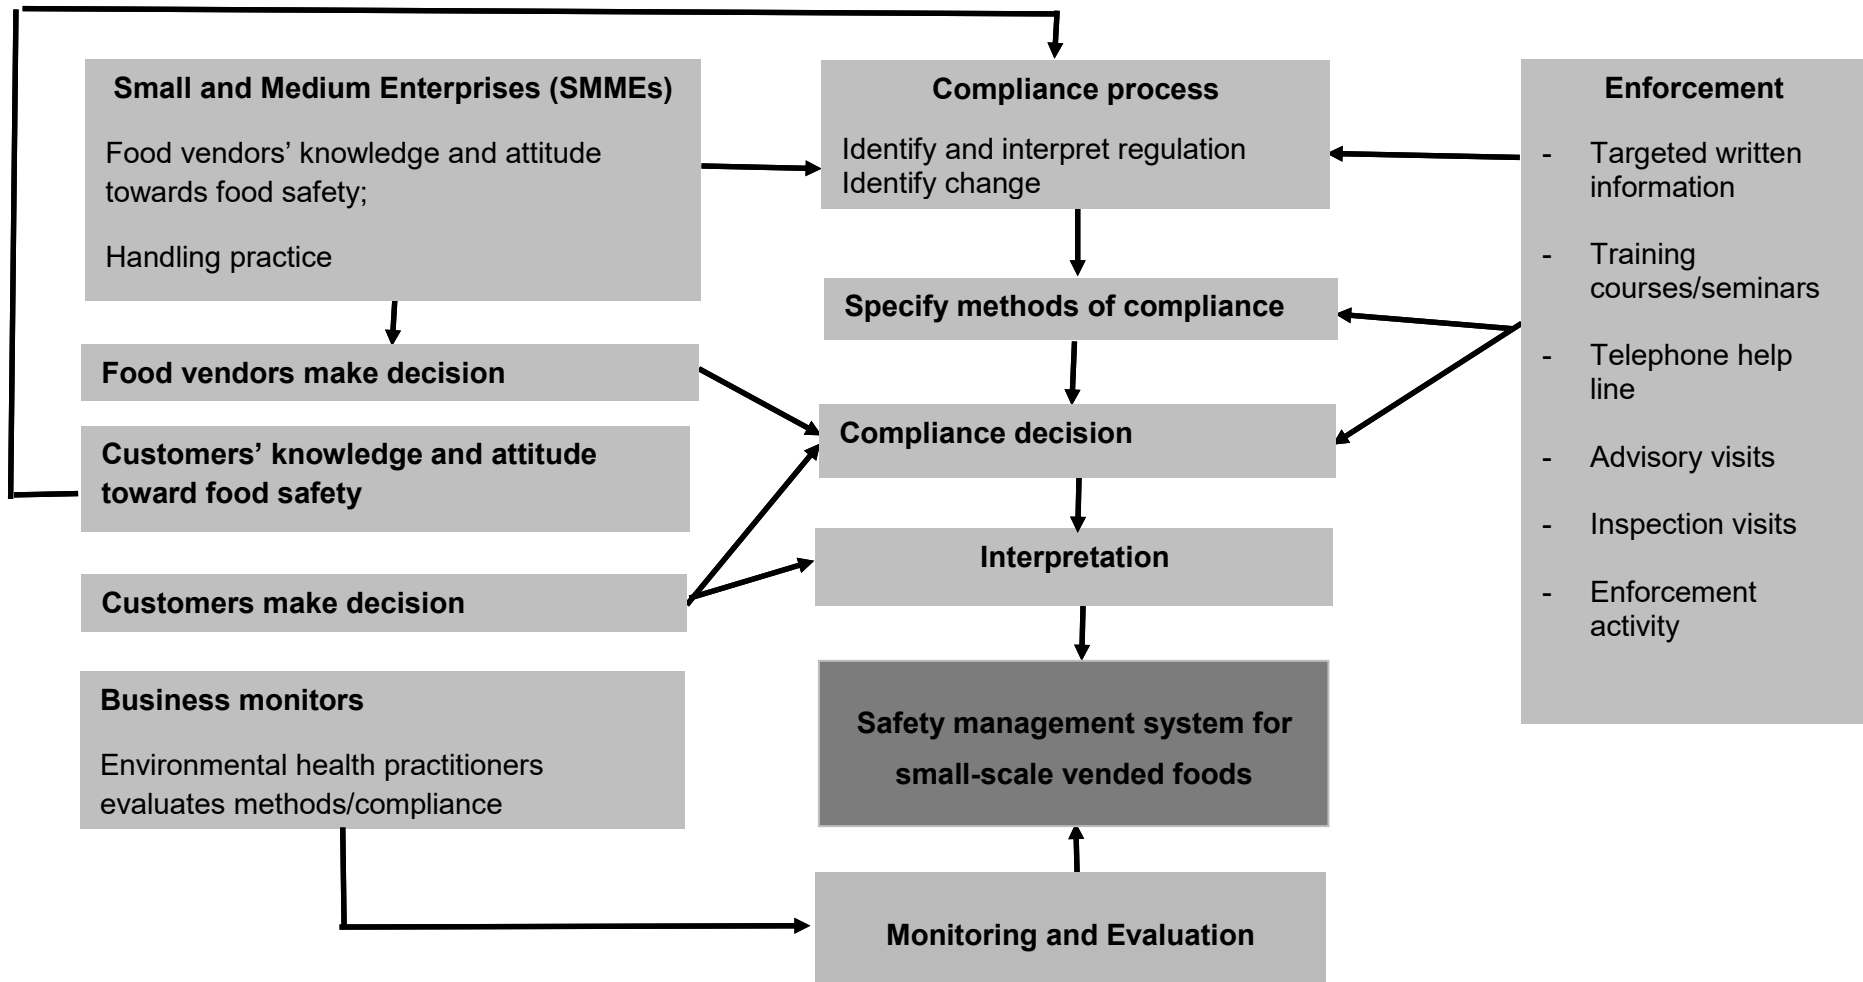 Small and Medium Enterprises (SMMEs)
Food vendors’ knowledge and attitude
towards food safety;
Handling practice
Food vendors make decision
Customers’ knowledge and attitude
toward food safety
Customers make decision
Business monitors
Environmental health practitioners
evaluates methods/compliance
Compliance process
Identify and interpret regulation
Identify change
Specify methods of compliance
Compliance decision
Interpretation
Safety management system for
small-scale vended foods
Monitoring and Evaluation
Enforcement
- Targeted written
information
- Training
courses/seminars
- Telephone help
line
- Advisory visits
- Inspection visits
- Enforcement
activity